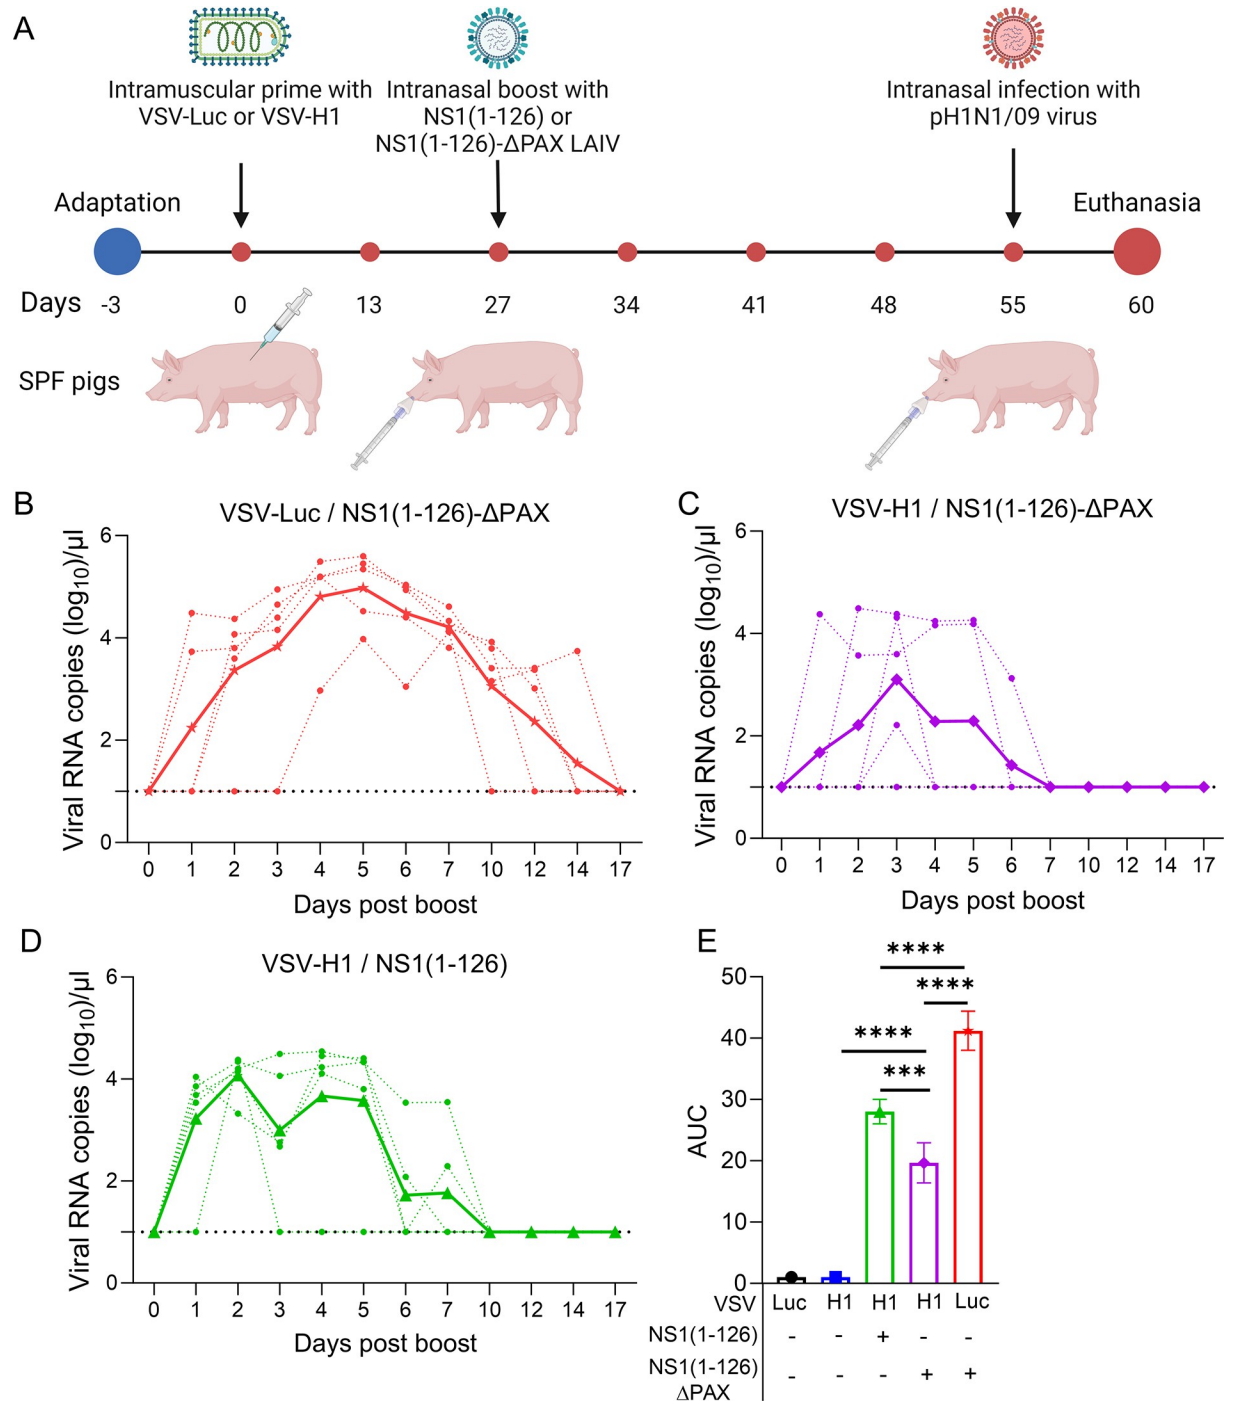 A
Intramuscular prime with
VSV-Luc or VSV-H1
Intranasal boost with
NS1(1-126) or
NS1(1-126)-ΔPAX LAIV
Intranasal infection with
pH1N1/09 virus
Adaptation
Euthanasia
Days -3 0 13 27 34 41 48 55 60
SPF pigs
B
VSV-Luc / NS1(1-126)-ΔPAX
Viral RNA copies (log10)/µl
6
4
2
0
0 1 2 3 4 5 6 7 10 12 14 17
Days post boost
C
VSV-H1 / NS1(1-126)-ΔPAX
Viral RNA copies (log10)/µl
6
4
2
0
0 1 2 3 4 5 6 7 10 12 14 17
Days post boost
D
VSV-H1 / NS1(1-126)
Viral RNA copies (log10)/µl
6
4
2
0
0 1 2 3 4 5 6 7 10 12 14 17
Days post boost
E
****
****
****
***
AUC
50
40
30
20
10
0
VSV Luc H1 H1 H1 Luc
NS1(1-126) - - + - -
NS1(1-126)
ΔPAX - - - + +